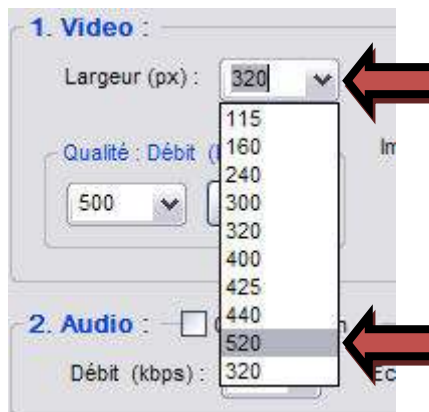 1. Video :
Largeur (px) : 320
115
Qualité : Débit 160
240
500 300
320
400
425
2. Audio : 440
520
Débit (kbps) : 320